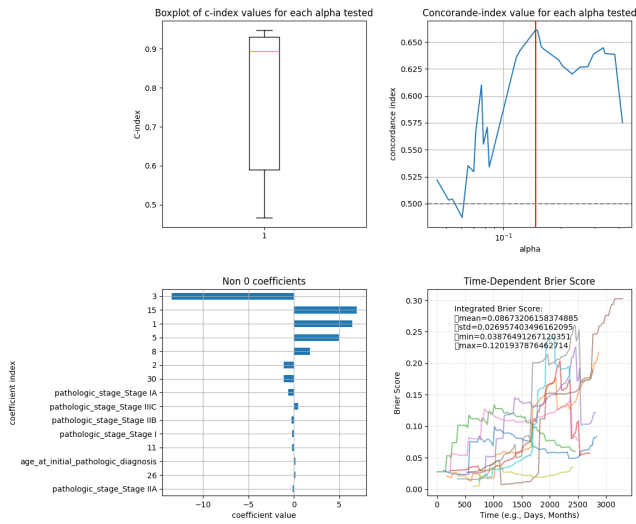 Boxplot of c-index values for each alpha tested
C-index
0.9
0.8
0.7
0.6
0.5
1
Concorande-index value for each alpha tested
concordance index
0.650
0.625
0.600
0.575
0.550
0.525
0.500
10⁻¹
alpha
Non 0 coefficients
coefficient index
3
15
1
5
8
2
30
pathologic_stage_Stage IA
pathologic_stage_Stage IIIC
pathologic_stage_Stage IIB
pathologic_stage_Stage I
11
age_at_initial_pathologic_diagnosis
26
pathologic_stage_Stage IIA
−10
−5
0
5
coefficient value
Time-Dependent Brier Score
Integrated Brier Score:
mean=0.08673206158374885
std=0.026957403496162095
min=0.03876491267120351
max=0.1201937876462714
Brier Score
0.30
0.25
0.20
0.15
0.10
0.05
0.00
0
500
1000
1500
2000
2500
3000
Time (e.g., Days, Months)